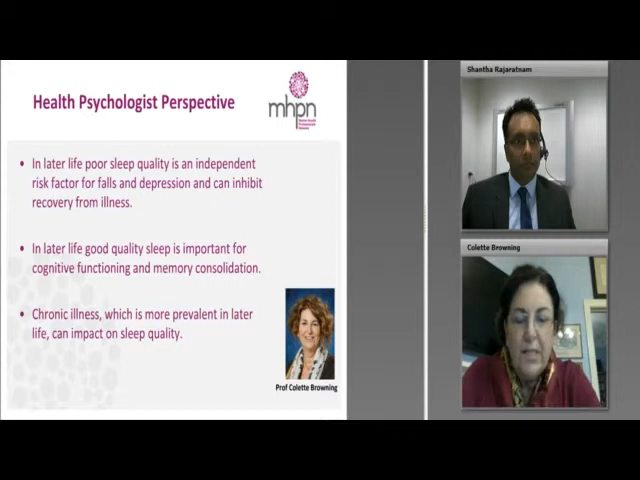 Health Psychologist Perspective
mhpn
In later life poor sleep quality is an independent
risk factor for falls and depression and can inhibit
recovery from illness.
In later life good quality sleep is important for
cognitive functioning and memory consolidation.
Chronic illness, which is more prevalent in later
life, can impact on sleep quality.
Prof Colette Browning
Shantha Rajaratnam
Colette Browning